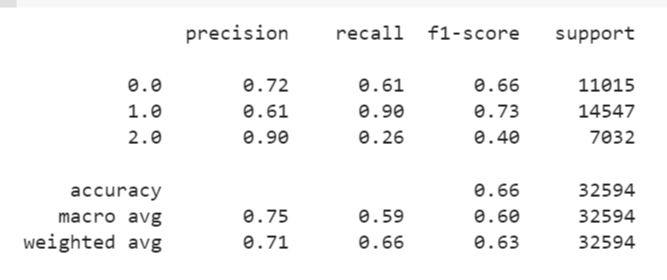 precision recall f1-score support
0.0 0.72 0.61 0.66 11015
1.0 0.61 0.90 0.73 14547
2.0 0.90 0.26 0.40 7032
accuracy 0.66 32594
macro avg 0.75 0.59 0.60 32594
weighted avg 0.71 0.66 0.63 32594